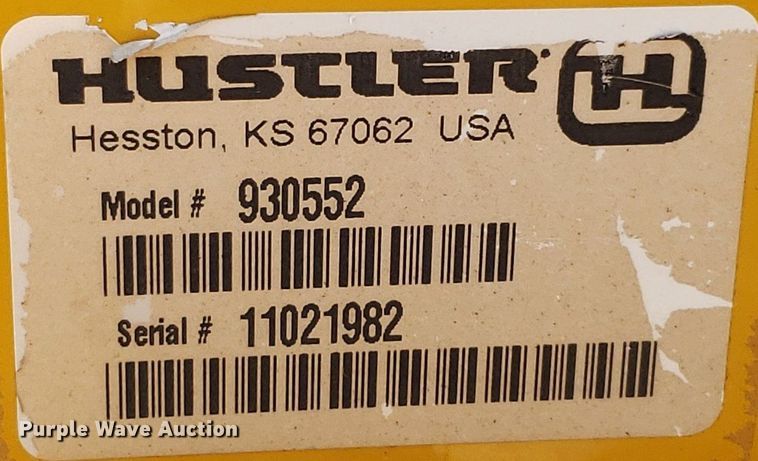 HUSTLER H
Hesston, KS 67062 USA
Model # 930552
Serial # 11021982
Purple Wave Auction